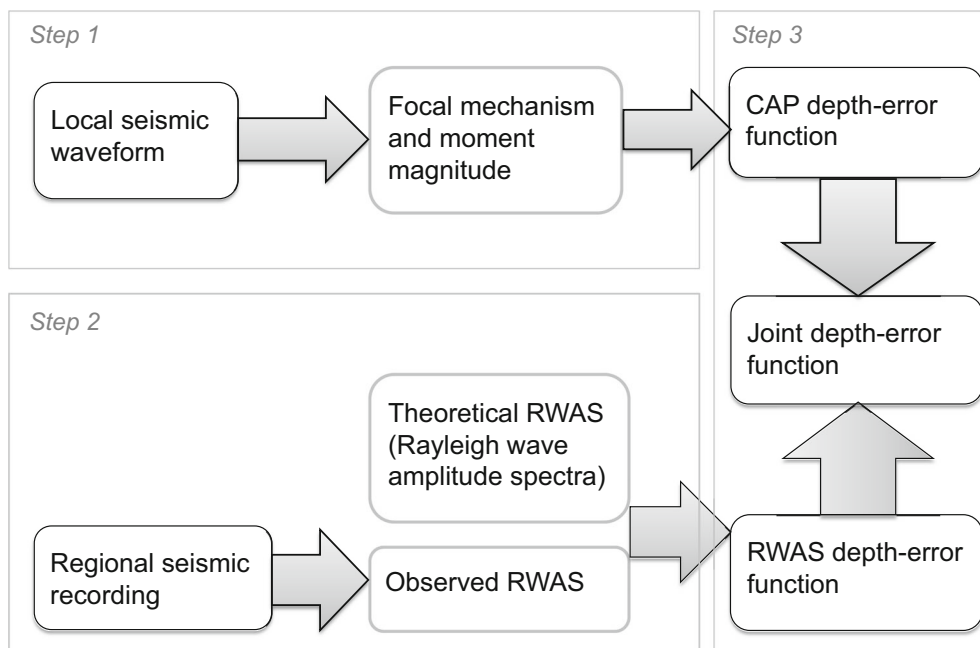 Step 1
Local seismic
waveform
Focal mechanism
and moment
magnitude
Step 2
Theoretical RWAS
(Rayleigh wave
amplitude spectra)
Regional seismic
recording
Observed RWAS
Step 3
CAP depth-error
function
Joint depth-error
function
RWAS depth-error
function